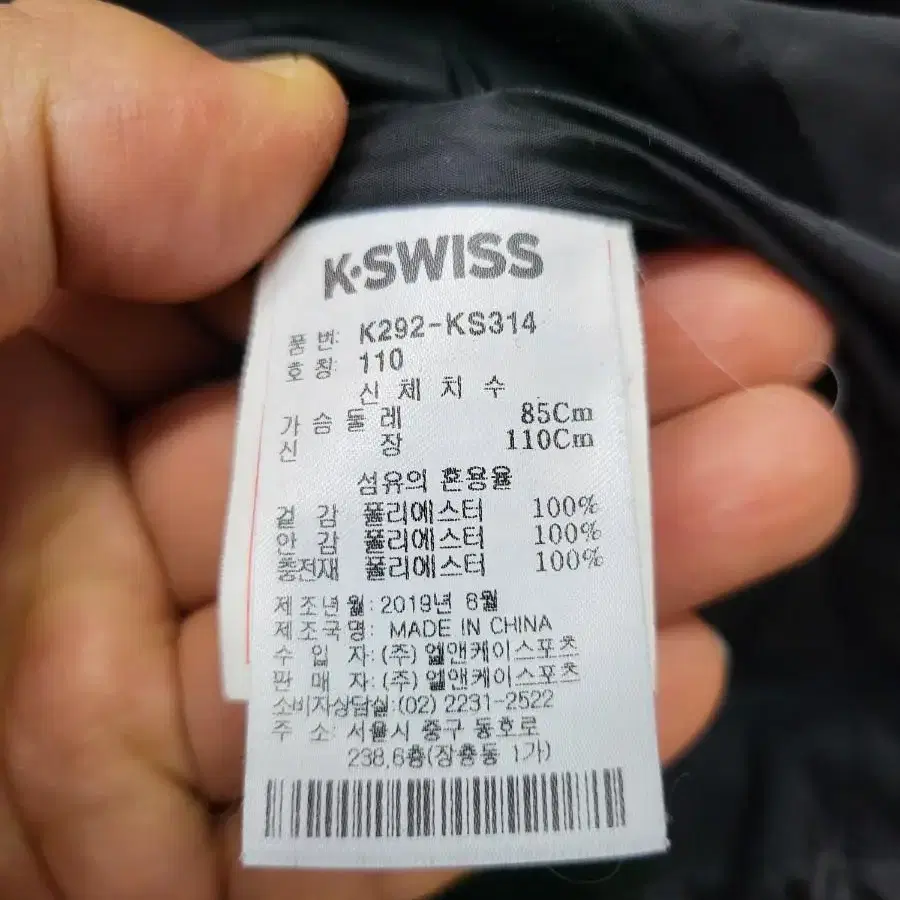 K·SWISS
품 번: K292-KS314
호 칭: 110
신 체 치 수
가 슴 둘 레 85Cm
신 장 110Cm
섬유의 혼용율
겉 감 폴리에스터 100%
안 감 폴리에스터 100%
충전재 폴리에스터 100%
제조년월: 2019년 8월
제조국명: MADE IN CHINA
수 입 자: (주) 엘앤케이스포츠
판 매 자: (주) 엘앤케이스포츠
소비자상담실:(02) 2231-2522
주 소: 서울시 중구 동호로
238,6층(장충동 1가)